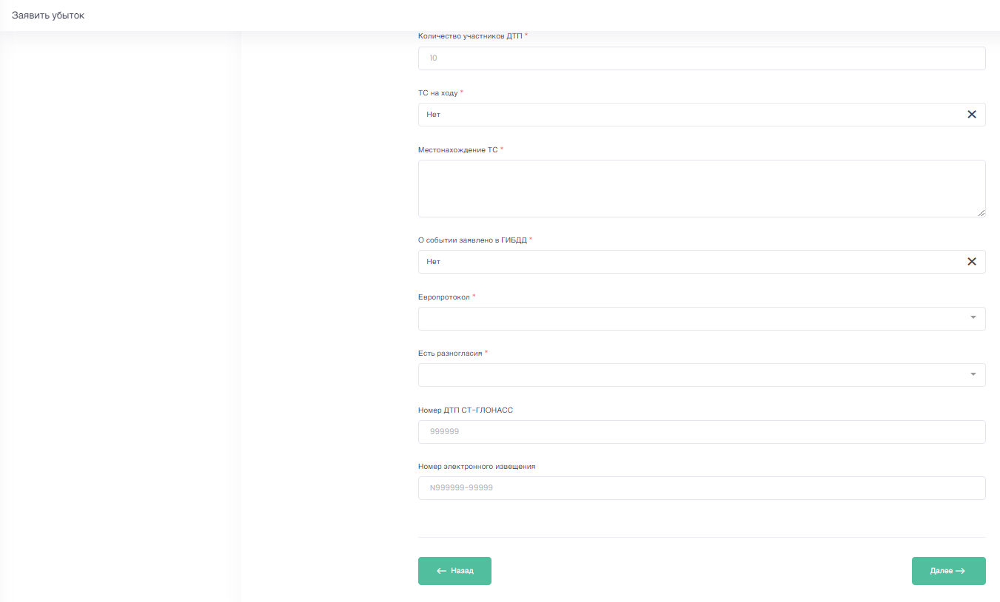 Заявить убыток
Количество участников ДТП *
10
ТС на ходу *
Нет
Местонахождение ТС *
О событии заявлено в ГИБДД *
Нет
Европротокол *
Есть разногласия *
Номер ДТП СТ-ГЛОНАСС
999999
Номер электронного извещения
N999999-99999
← Назад
Далее →